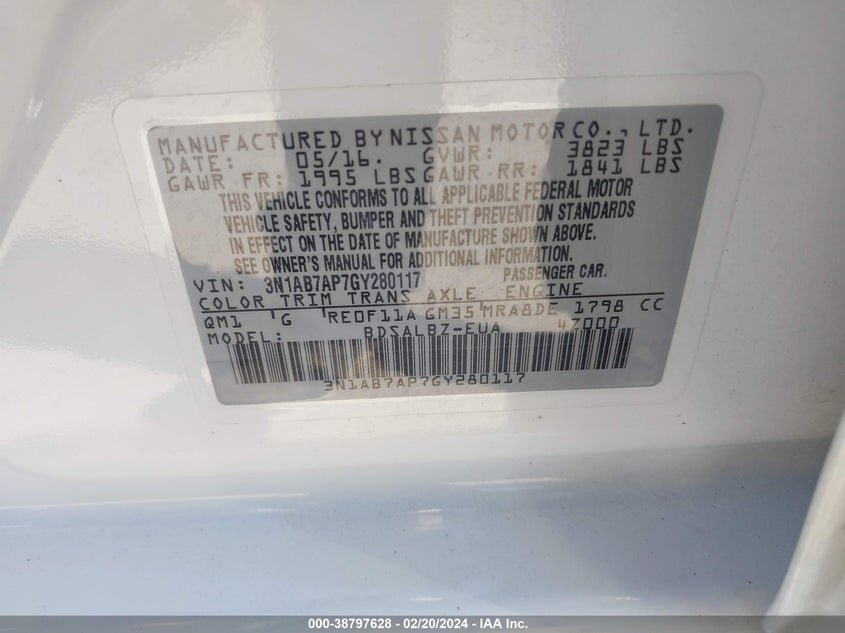 MANUFACTURED BY NISSAN MOTOR CO., LTD.
DATE: 05/16. GVWR: 3823 LBS
GAWR FR: 1995 LBS GAWR RR: 1841 LBS
THIS VEHICLE CONFORMS TO ALL APPLICABLE FEDERAL MOTOR
VEHICLE SAFETY, BUMPER AND THEFT PREVENTION STANDARDS
IN EFFECT ON THE DATE OF MANUFACTURE SHOWN ABOVE.
SEE OWNER'S MANUAL FOR ADDITIONAL INFORMATION.
VIN: 3N1AB7AP7GY280117 PASSENGER CAR.
COLOR TRIM TRANS AXLE ENGINE
QM1 G RE0F11A GM35 MRA8DE 1798 CC
MODEL: BDSALBZ-EUA 4Z000
3N1AB7AP7GY280117
000-38797628 - 02/20/2024 - IAA Inc.